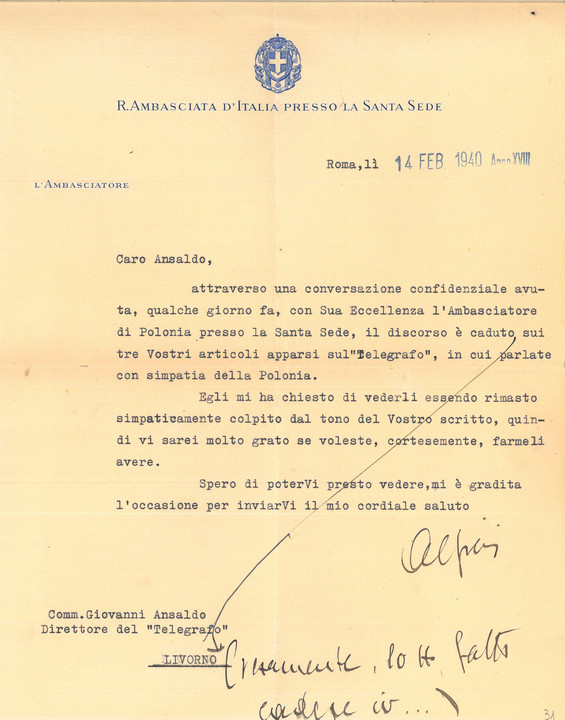 R. AMBASCIATA D'ITALIA PRESSO LA SANTA SEDE
Roma, lì 14 FEB. 1940 Anno XVIII
L'AMBASCIATORE
Caro Ansaldo,
attraverso una conversazione confidenziale avu-
ta, qualche giorno fa, con Sua Eccellenza l'Ambasciatore
di Polonia presso la Santa Sede, il discorso è caduto sui
tre Vostri articoli apparsi sul"Telegrafo", in cui parlate
con simpatia della Polonia.
Egli mi ha chiesto di vederli essendo rimasto
simpaticamente colpito dal tono del Vostro scritto, quin-
di vi sarei molto grato se voleste, cortesemente, farmeli
avere.
Spero di poterVi presto vedere,mi è gradita
l'occasione per inviarVi il mio cordiale saluto
Alfieri
Comm.Giovanni Ansaldo
Direttore del "Telegrafo"
LIVORNO
(veramente, lo ho fatto
cadere io...)
31